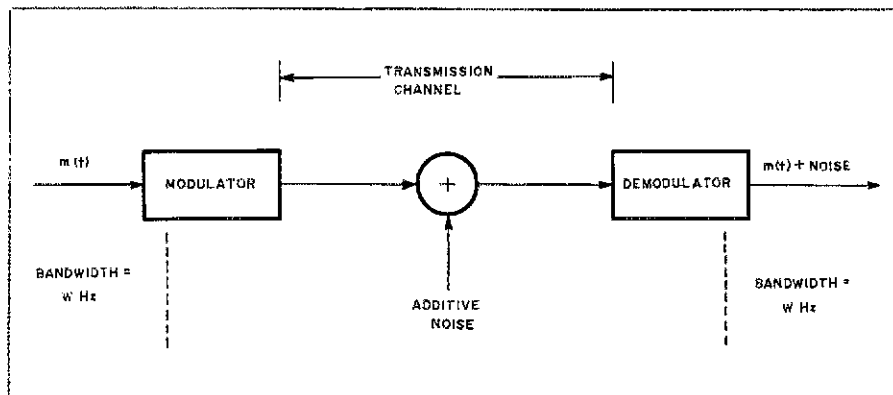 TRANSMISSION
CHANNEL
m(t)
MODULATOR
+
DEMODULATOR
m(t) + NOISE
BANDWIDTH =
W Hz
ADDITIVE
NOISE
BANDWIDTH =
W Hz